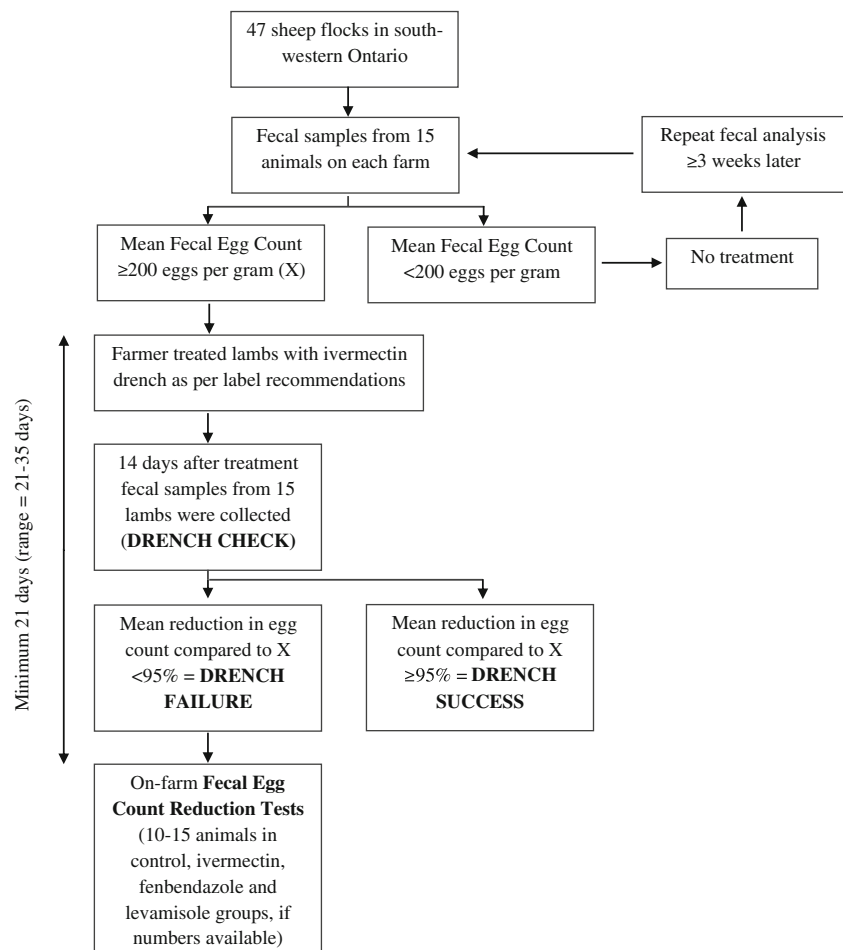 47 sheep flocks in south-
western Ontario
Fecal samples from 15
animals on each farm
Repeat fecal analysis
≥3 weeks later
Mean Fecal Egg Count
≥200 eggs per gram (X)
Mean Fecal Egg Count
<200 eggs per gram
No treatment
Farmer treated lambs with ivermectin
drench as per label recommendations
Minimum 21 days (range = 21-35 days)
14 days after treatment
fecal samples from 15
lambs were collected
(DRENCH CHECK)
Mean reduction in egg
count compared to X
<95% = DRENCH
FAILURE
Mean reduction in egg
count compared to X
≥95% = DRENCH
SUCCESS
On-farm Fecal Egg
Count Reduction Tests
(10-15 animals in
control, ivermectin,
fenbendazole and
levamisole groups, if
numbers available)